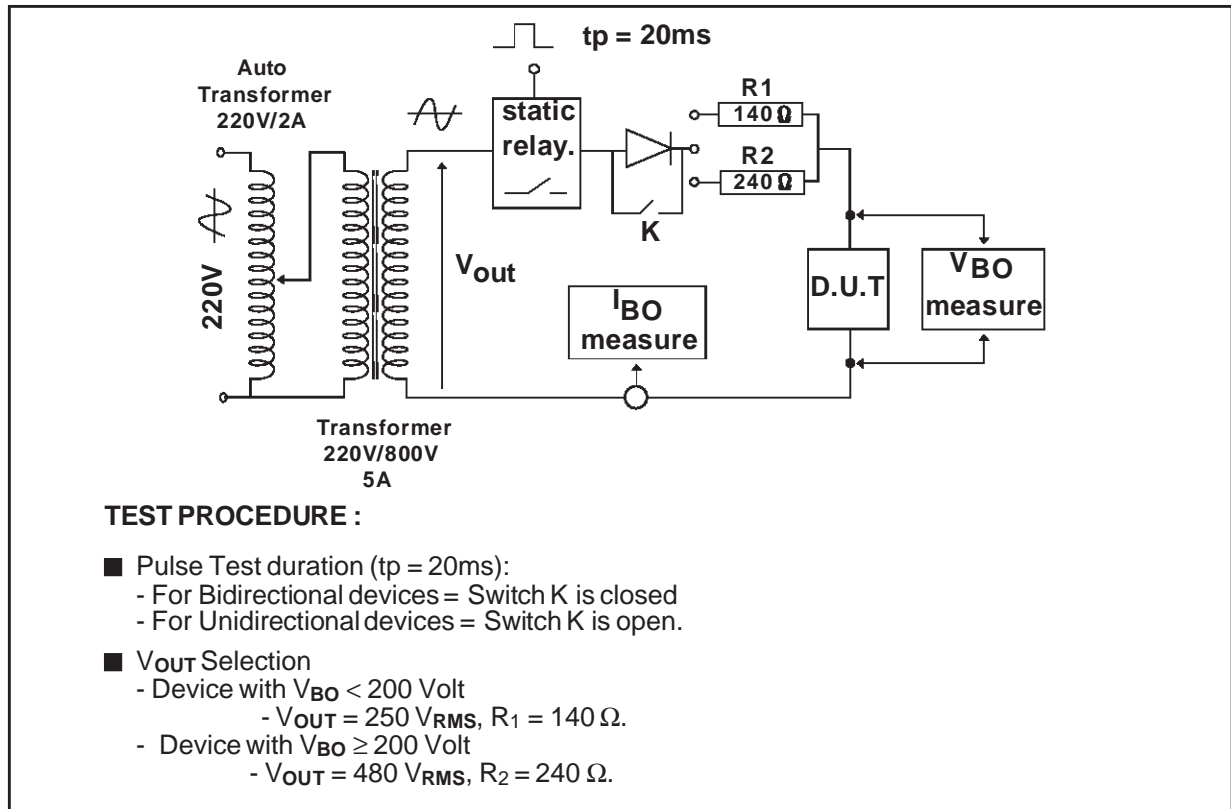 tp = 20ms
Auto
Transformer
220V/2A
static
relay.
R1
140 Ω
R2
240 Ω
K
220V
Vout
IBO
measure
D.U.T
VBO
measure
Transformer
220V/800V
5A
TEST PROCEDURE :
■ Pulse Test duration (tp = 20ms):
- For Bidirectional devices = Switch K is closed
- For Unidirectional devices = Switch K is open.
■ VOUT Selection
- Device with VBO < 200 Volt
- VOUT = 250 VRMS, R1 = 140 Ω.
- Device with VBO ≥ 200 Volt
- VOUT = 480 VRMS, R2 = 240 Ω.